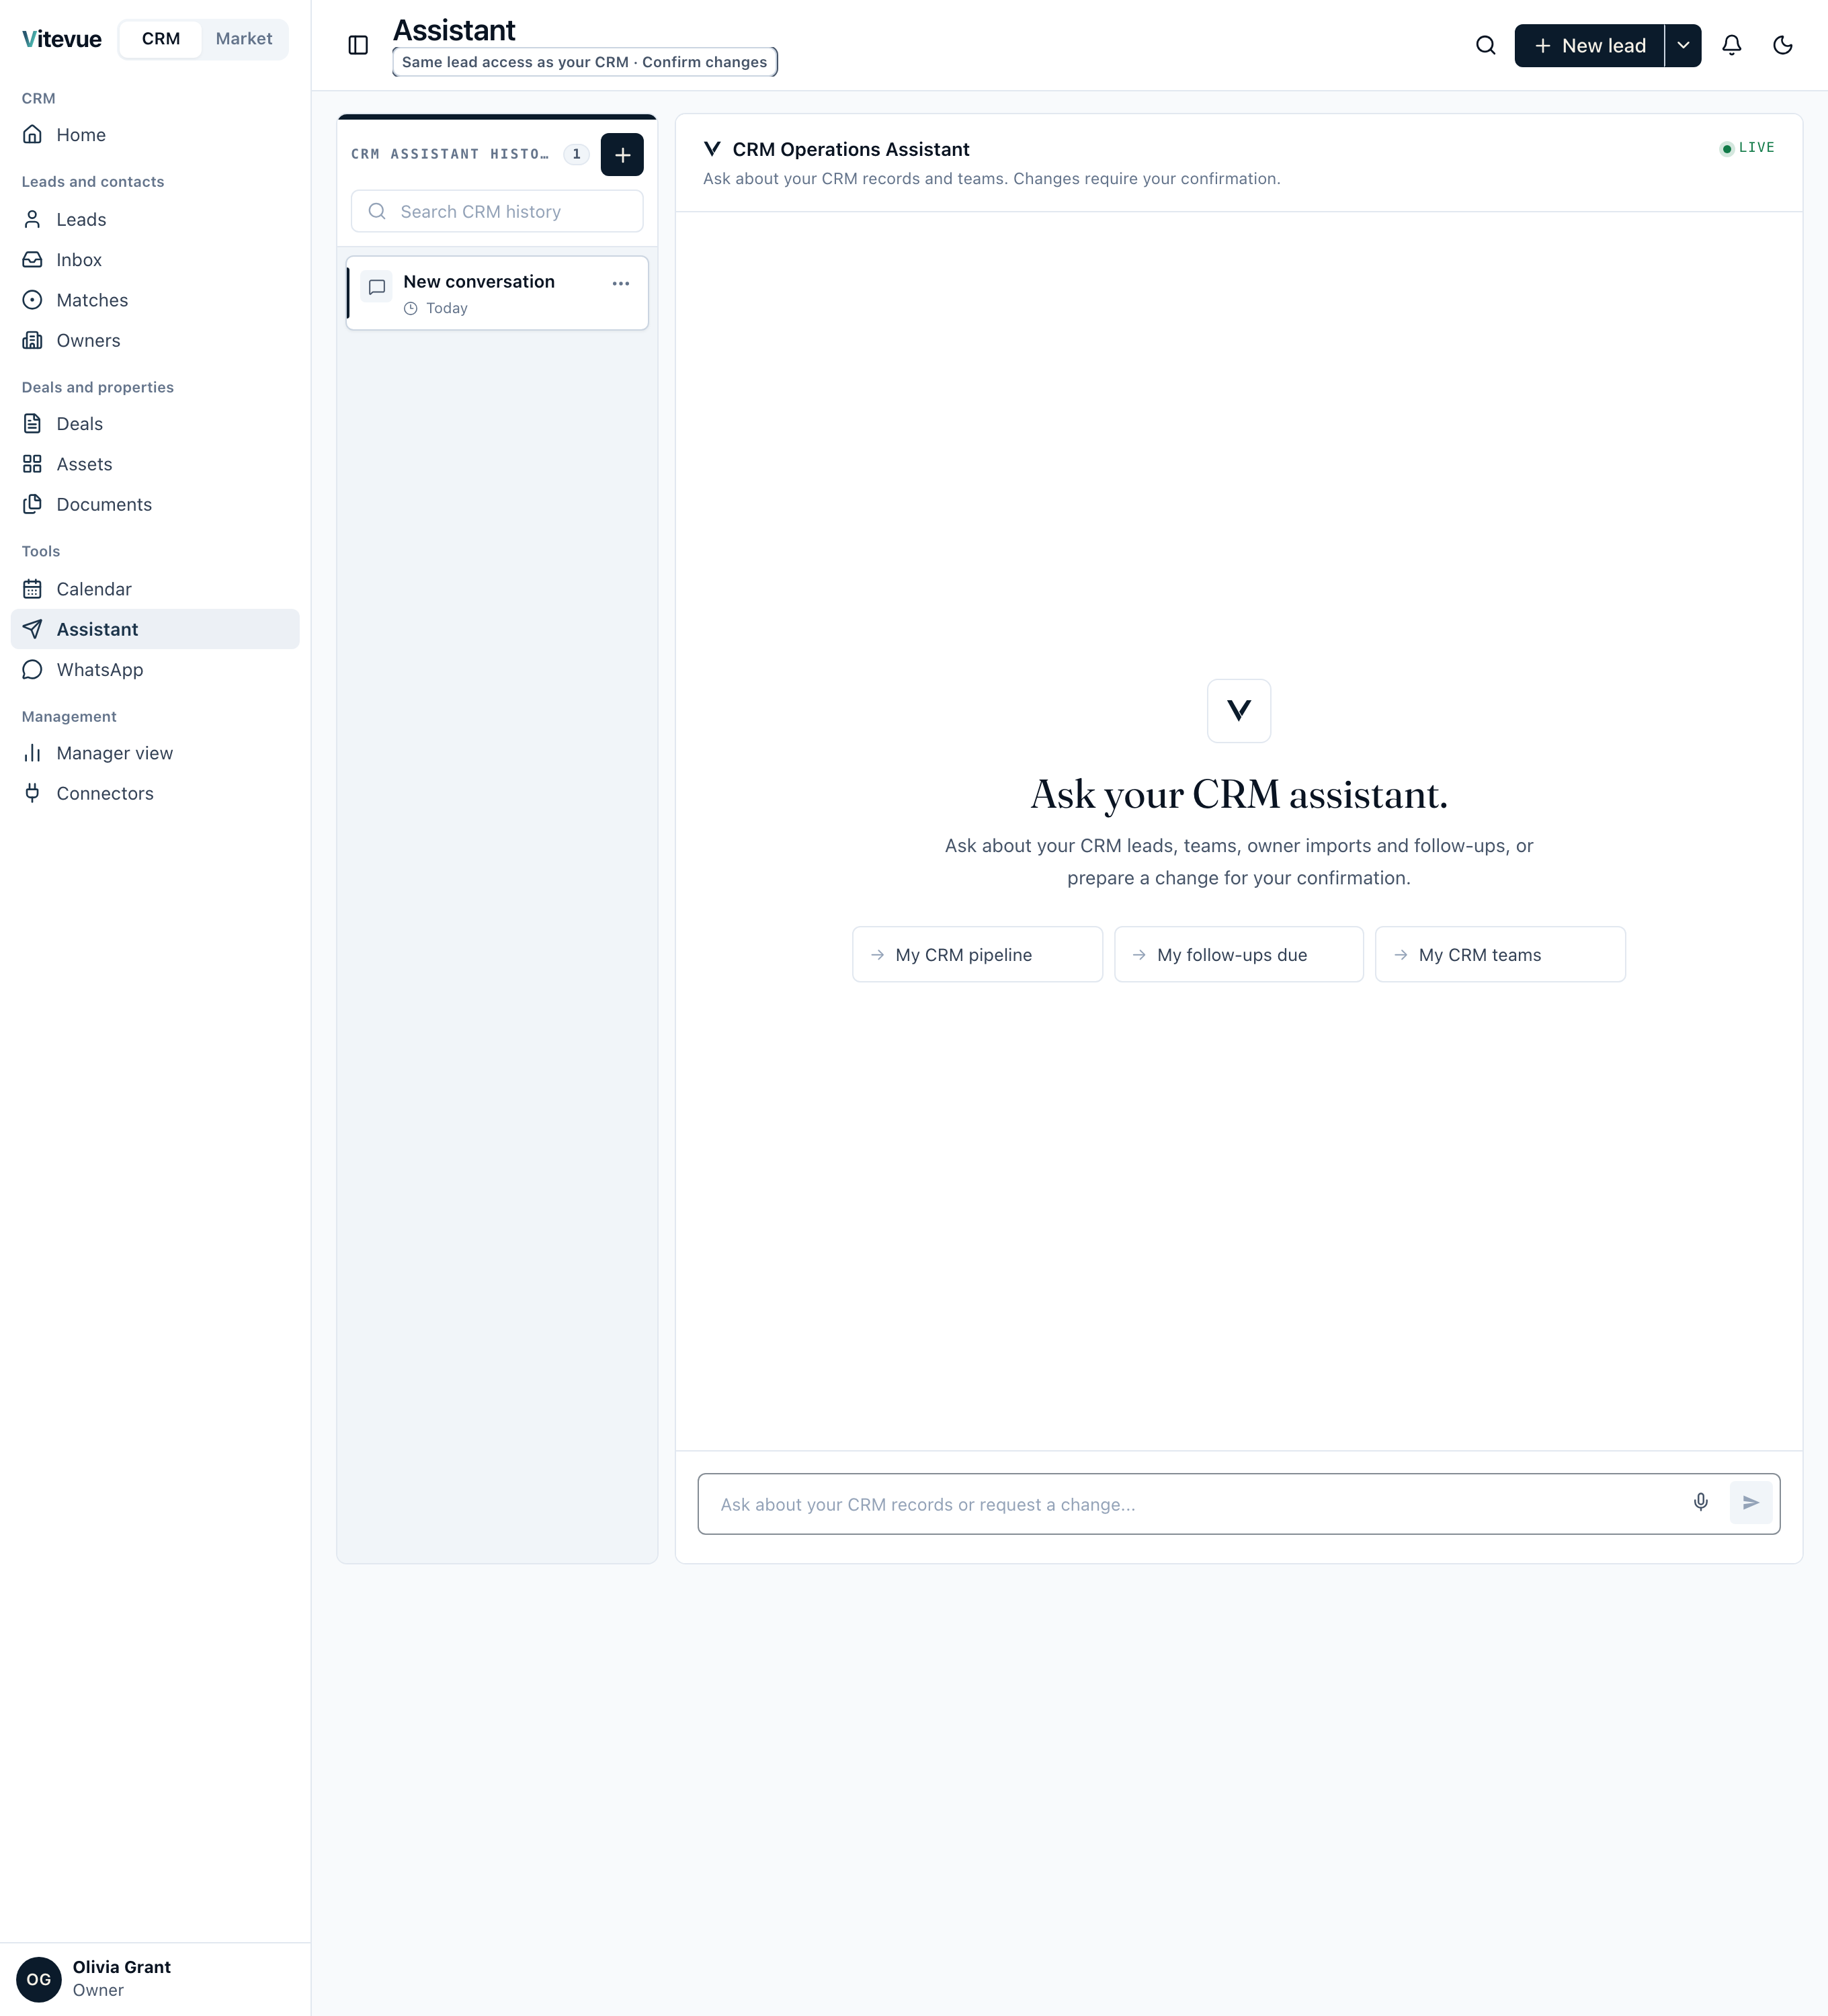 Vitevue
CRM
Market
CRM
Home
Leads and contacts
Leads
Inbox
Matches
Owners
Deals and properties
Deals
Assets
Documents
Tools
Calendar
Assistant
WhatsApp
Management
Manager view
Connectors
OG
Olivia Grant
Owner
Assistant
Same lead access as your CRM · Confirm changes
New lead
CRM ASSISTANT HISTO…
1
Search CRM history
New conversation
Today
CRM Operations Assistant
LIVE
Ask about your CRM records and teams. Changes require your confirmation.
Ask your CRM assistant.
Ask about your CRM leads, teams, owner imports and follow-ups, or
prepare a change for your confirmation.
My CRM pipeline
My follow-ups due
My CRM teams
Ask about your CRM records or request a change...